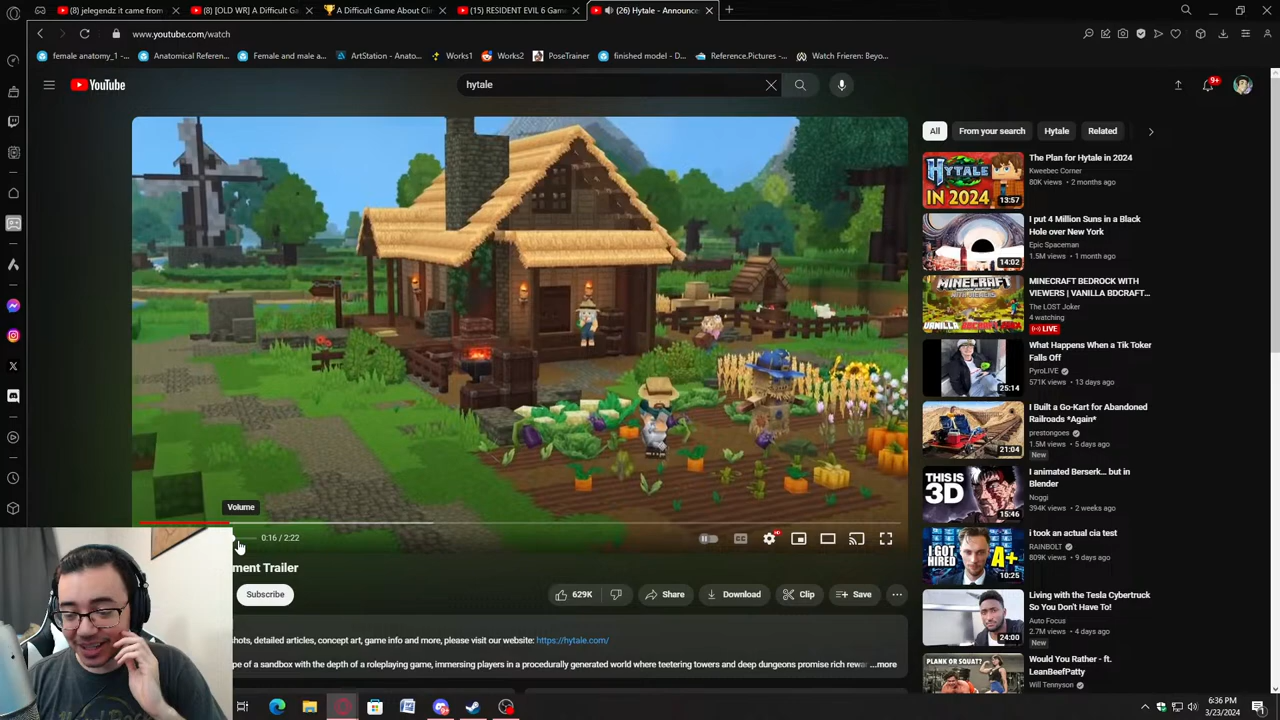 (8) jelegendz it came from
(8) [OLD WR] A Difficult Ga
A Difficult Game About Cli
(15) RESIDENT EVIL 6 Gam
(26) Hytale - Announce
www.youtube.com/watch
female anatomy_1 -...
Anatomical Refere...
Female and male a...
ArtStation - Anato...
Works1
Works2
PoseTrainer
finished model - D...
Reference.Pictures -...
Watch Frieren: Beyo...
YouTube
hytale
9+
All
From your search
Hytale
Related
HYTALE
IN 2024
13:57
The Plan for Hytale in 2024
Kweebec Corner
80K views • 2 months ago
14:02
I put 4 Million Suns in a Black
Hole over New York
Epic Spaceman
1.5M views • 1 month ago
MINECRAFT BEDROCK
WITH VIEWERS
MINECRAFT BEDROCK WITH
VIEWERS | VANILLA BDCRAFT...
The LOST Joker
4 watching
LIVE
25:14
What Happens When a Tik Toker
Falls Off
PyroLIVE
571K views • 13 days ago
21:04
I Built a Go-Kart for Abandoned
Railroads *Again*
prestongoes
1.5M views • 5 days ago
New
THIS IS
3D
15:46
I animated Berserk... but in
Blender
Noggi
394K views • 2 weeks ago
I GOT
HIRED
A+
10:25
i took an actual cia test
RAINBOLT
809K views • 9 days ago
24:00
Living with the Tesla Cybertruck
So You Don't Have To!
Auto Focus
2.7M views • 4 days ago
New
PLANK OR SQUAT?
Would You Rather - ft.
LeanBeefPatty
Will Tennyson
Volume
0:16 / 2:22
HD
ment Trailer
Subscribe
629K
Share
Download
Clip
Save
shots, detailed articles, concept art, game info and more, please visit our website: https://hytale.com/
pe of a sandbox with the depth of a roleplaying game, immersing players in a procedurally generated world where teetering towers and deep dungeons promise rich rewar ...more
6:36 PM
3/23/2024